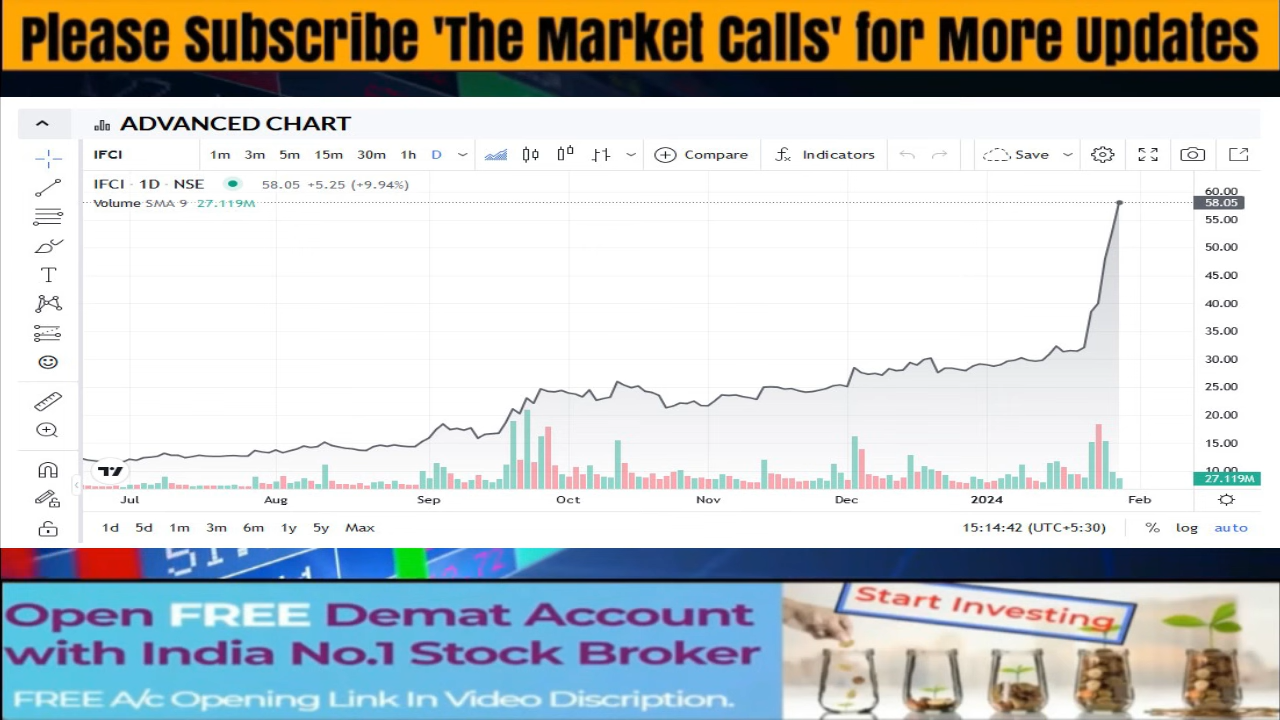 Please Subscribe 'The Market Calls' for More Updates
ADVANCED CHART
IFCI 1m 3m 5m 15m 30m 1h D Compare Indicators Save
IFCI · 1D · NSE 58.05 +5.25 (+9.94%)
Volume SMA 9 27.119M
60.00
58.05
55.00
50.00
45.00
40.00
35.00
30.00
25.00
20.00
15.00
10.00
27.119M
Jul Aug Sep Oct Nov Dec 2024 Feb
1d 5d 1m 3m 6m 1y 5y Max 15:14:42 (UTC+5:30) % log auto
Open FREE Demat Account
with India No.1 Stock Broker
FREE A/c Opening Link In Video Discription.
Start Investing